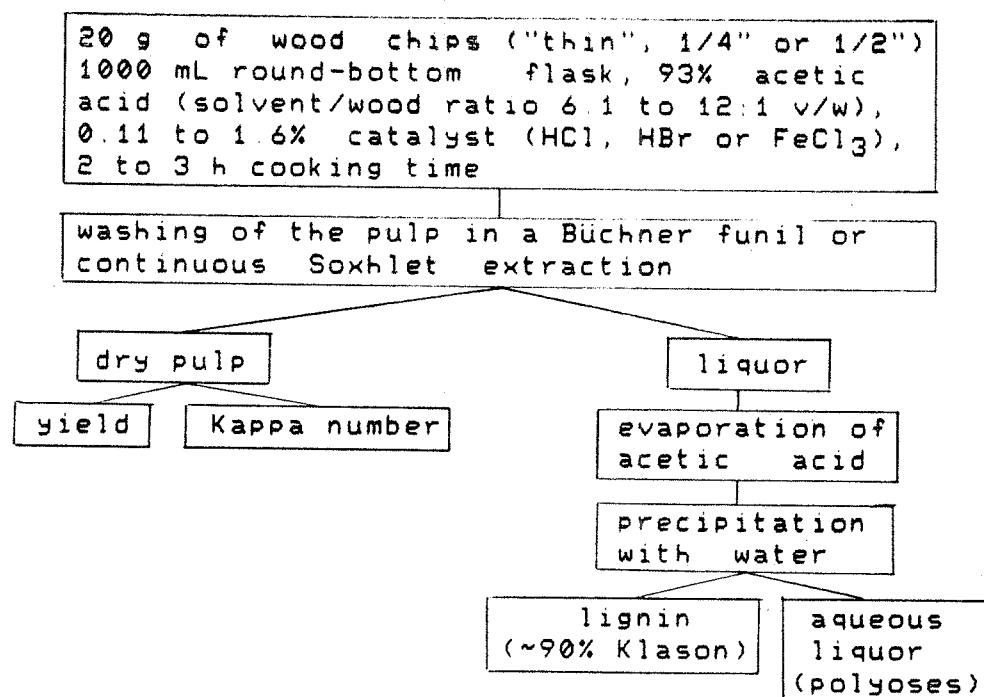 20 g of wood chips ("thin", 1/4" or 1/2")
1000 mL round-bottom flask, 93% acetic
acid (solvent/wood ratio 6.1 to 12:1 v/w),
0.11 to 1.6% catalyst (HCl, HBr or FeCl3),
2 to 3 h cooking time
washing of the pulp in a Büchner funil or
continuous Soxhlet extraction
dry pulp
liquor
yield
Kappa number
evaporation of
acetic acid
precipitation
with water
lignin
(~90% Klason)
aqueous
liquor
(polyoses)